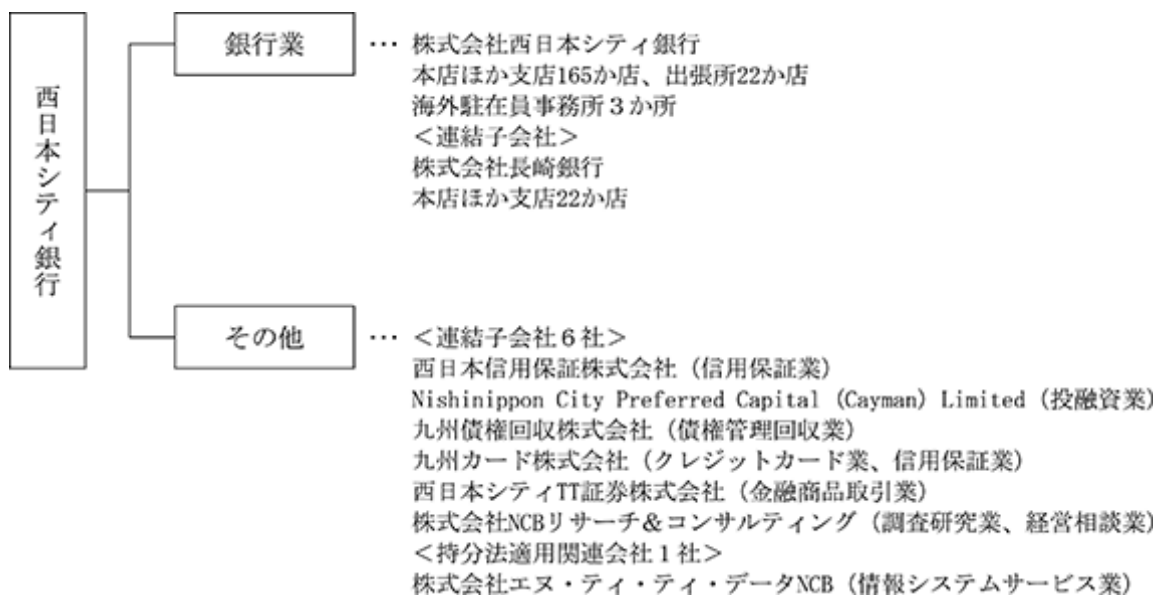 西日本シティ銀行
銀行業
… 株式会社西日本シティ銀行
本店ほか支店165か店、出張所22か店
海外駐在員事務所３か所
＜連結子会社＞
株式会社長崎銀行
本店ほか支店22か店
その他
… ＜連結子会社６社＞
西日本信用保証株式会社（信用保証業）
Nishinippon City Preferred Capital (Cayman) Limited（投融資業）
九州債権回収株式会社（債権管理回収業）
九州カード株式会社（クレジットカード業、信用保証業）
西日本シティTT証券株式会社（金融商品取引業）
株式会社NCBリサーチ＆コンサルティング（調査研究業、経営相談業）
＜持分法適用関連会社１社＞
株式会社エヌ・ティ・ティ・データNCB（情報システムサービス業）